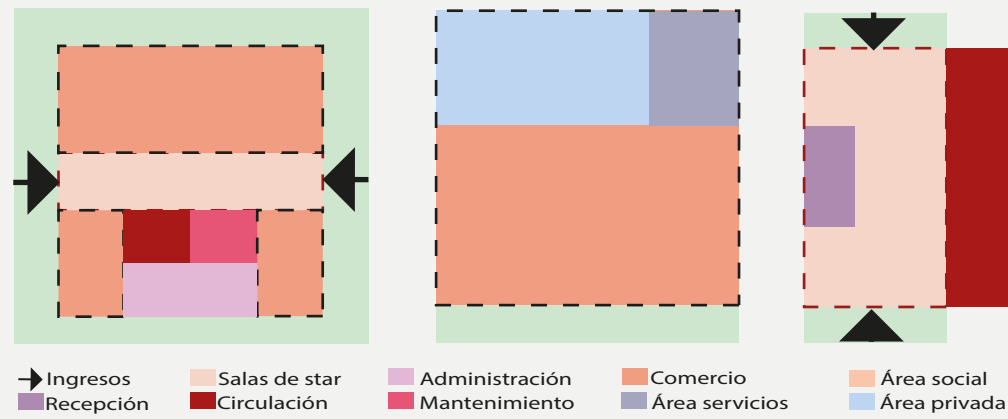 Ingresos Salas de star Administración Comercio Área social
Recepción Circulación Mantenimiento Área servicios Área privada